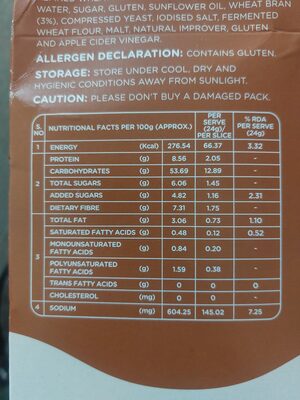 WATER, SUGAR, GLUTEN, SUNFLOWER OIL, WHEAT BRAN
(3%), COMPRESSED YEAST, IODISED SALT, FERMENTED
WHEAT FLOUR, MALT, NATURAL IMPROVER, GLUTEN
AND APPLE CIDER VINEGAR.
ALLERGEN DECLARATION: CONTAINS GLUTEN.
STORAGE: STORE UNDER COOL, DRY AND
HYGIENIC CONDITIONS AWAY FROM SUNLIGHT.
CAUTION: PLEASE DON'T BUY A DAMAGED PACK.
S. NO NUTRITIONAL FACTS PER 100g (APPROX.) PER SERVE (24g)/ PER SLICE % RDA PER SERVE (24g)
1 ENERGY (Kcal) 276.54 66.37 3.32
PROTEIN (g) 8.56 2.05 -
CARBOHYDRATES (g) 53.69 12.89 -
2 TOTAL SUGARS (g) 6.06 1.45 -
ADDED SUGARS (g) 4.82 1.16 2.31
DIETARY FIBRE (g) 7.31 1.75 -
TOTAL FAT (g) 3.06 0.73 1.10
SATURATED FATTY ACIDS (g) 0.48 0.12 0.52
3 MONOUNSATURATED FATTY ACIDS (g) 0.84 0.20 -
POLYUNSATURATED FATTY ACIDS (g) 1.59 0.38 -
TRANS FATTY ACIDS (g) 0 0 0
CHOLESTEROL (mg) 0 0 -
4 SODIUM (mg) 604.25 145.02 7.25